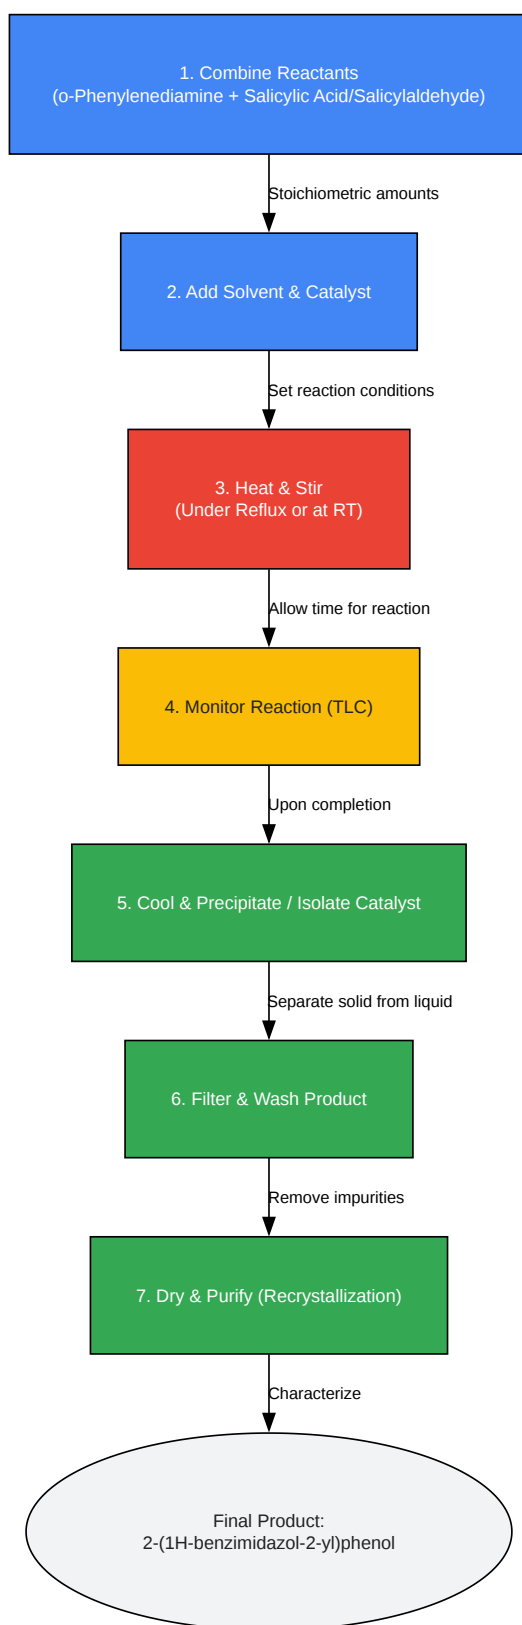 1. Combine Reactants
(o-Phenylenediamine + Salicylic Acid/Salicylaldehyde)
Stoichiometric amounts
2. Add Solvent & Catalyst
Set reaction conditions
3. Heat & Stir
(Under Reflux or at RT)
Allow time for reaction
4. Monitor Reaction (TLC)
Upon completion
5. Cool & Precipitate / Isolate Catalyst
Separate solid from liquid
6. Filter & Wash Product
Remove impurities
7. Dry & Purify (Recrystallization)
Characterize
Final Product:
2-(1H-benzimidazol-2-yl)phenol